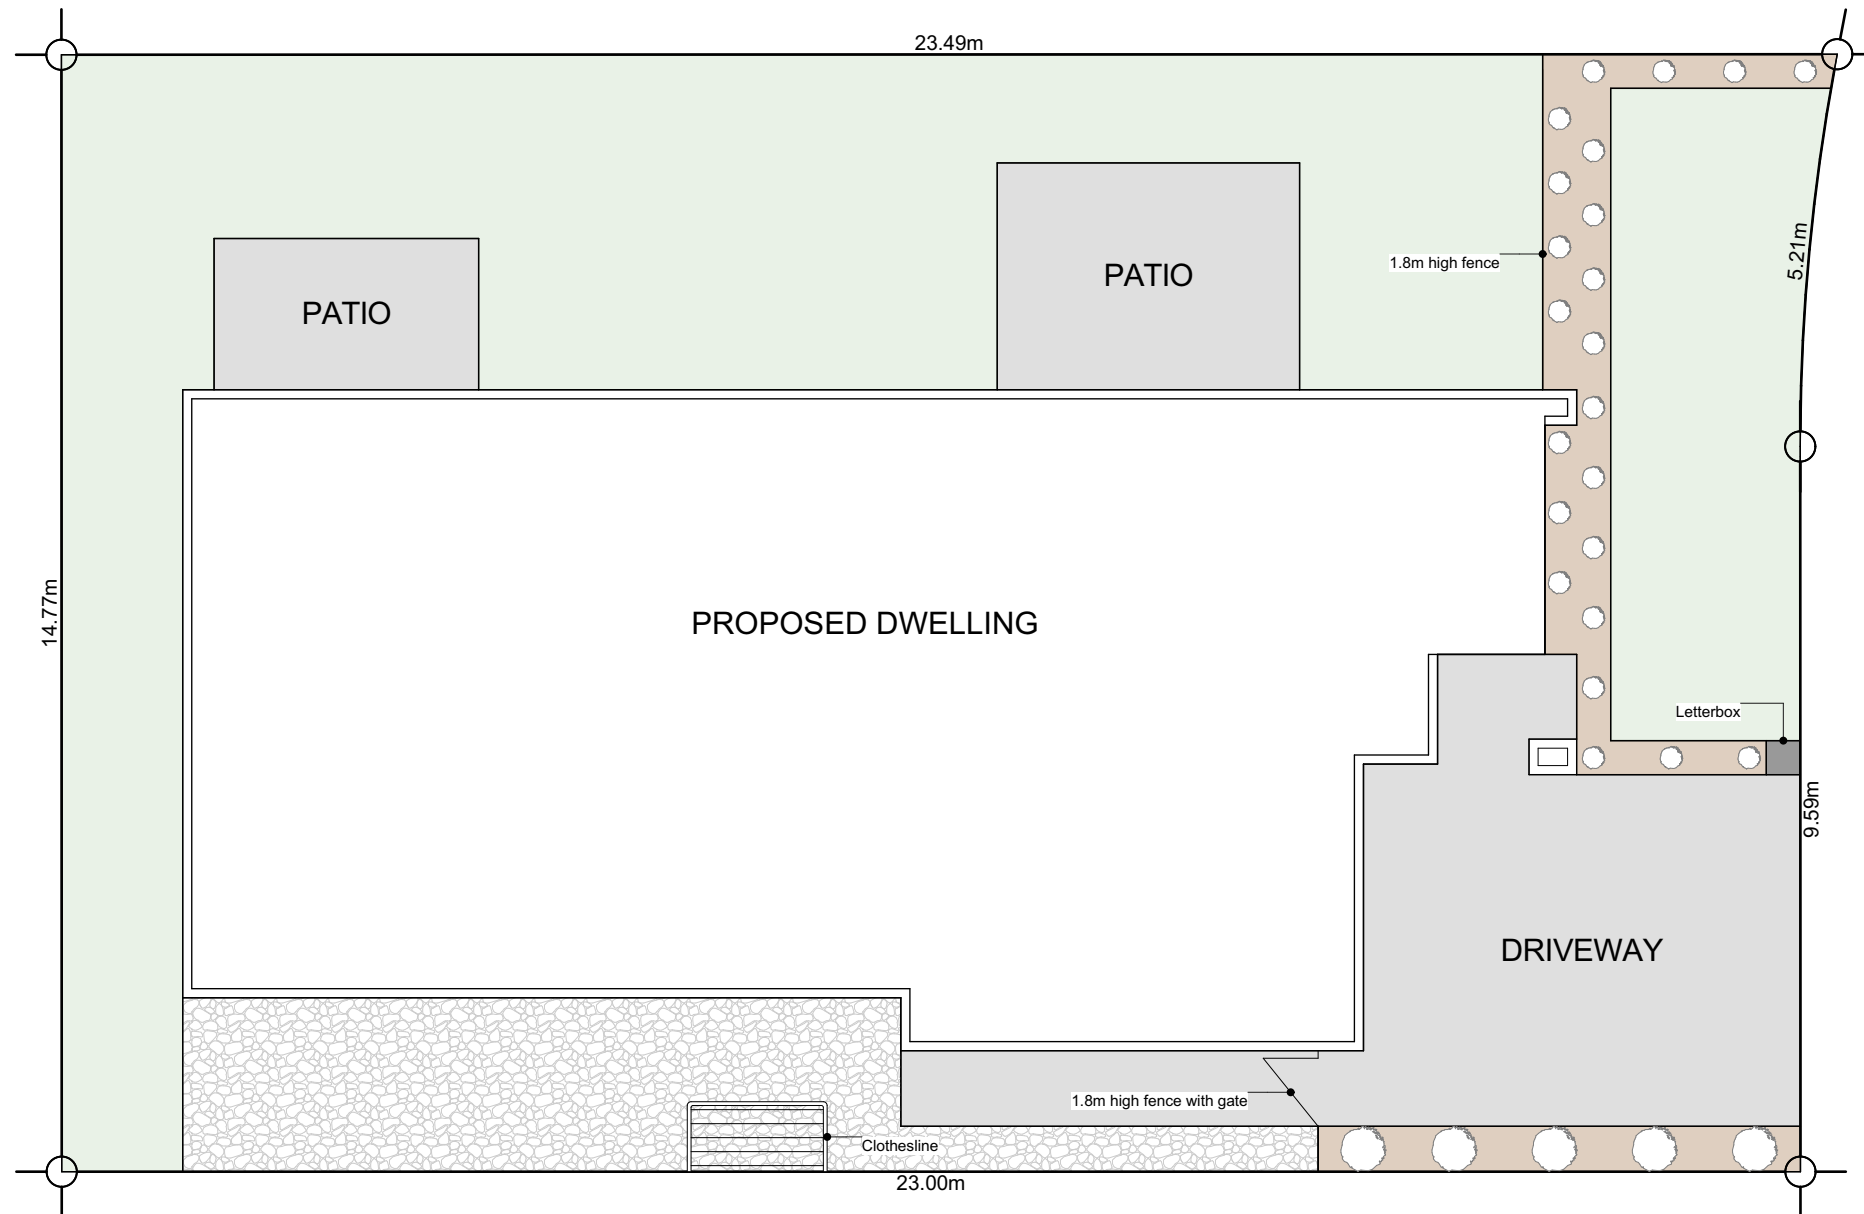 23.49m
5.21m
1.8m high fence
PATIO
PATIO
14.77m
PROPOSED DWELLING
Letterbox
9.59m
DRIVEWAY
1.8m high fence with gate
Clothesline
23.00m